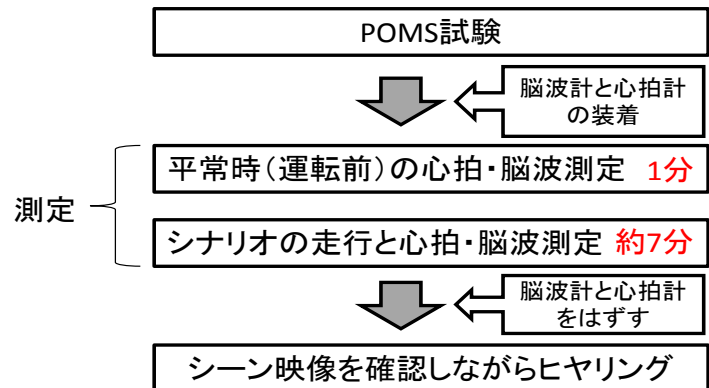 POMS試験
脳波計と心拍計
の装着
平常時(運転前)の心拍・脳波測定 1分
測定
シナリオの走行と心拍・脳波測定 約7分
脳波計と心拍計
をはずす
シーン映像を確認しながらヒヤリング